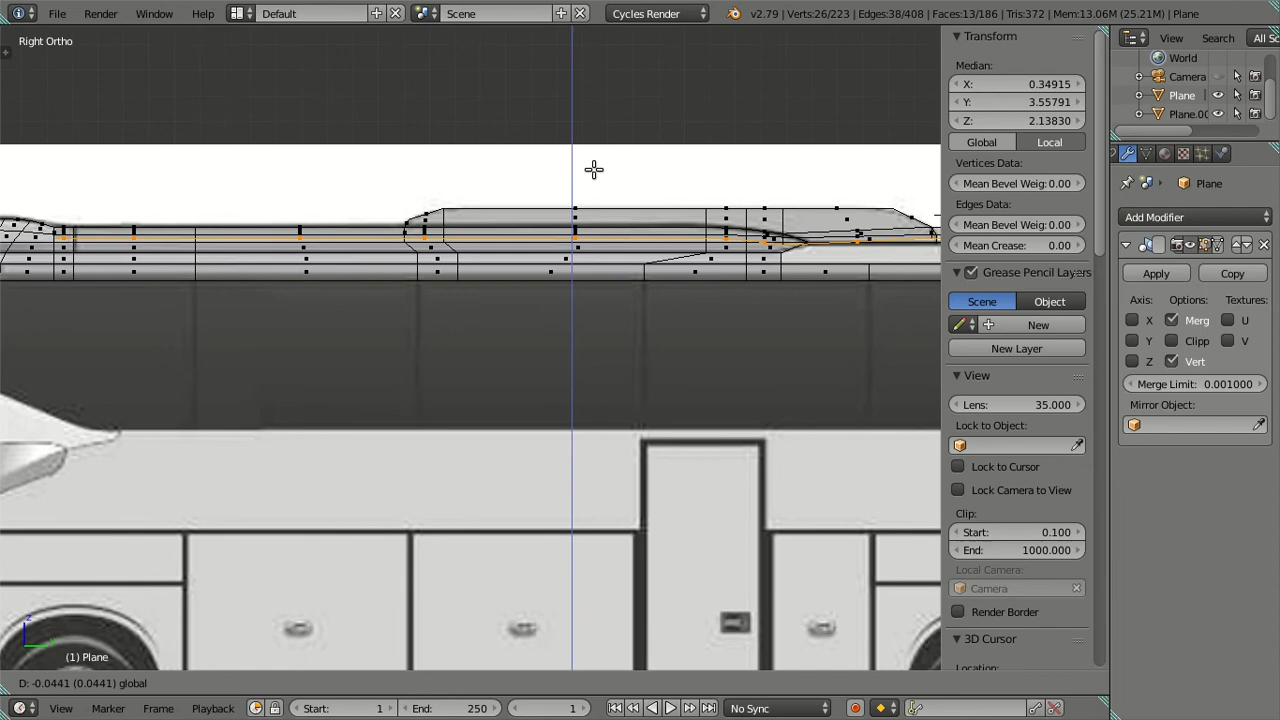 File Render Window Help Default Scene Cycles Render v2.79 | Verts:26/223 | Edges:38/408 | Faces:13/186 | Tris:372 | Mem:13.06M (25.21M) | Plane
Right Ortho
(1) Plane
D: -0.0441 (0.0441) global
Transform
Median:
X: 0.34915
Y: 3.55791
Z: 2.13830
Global Local
Vertices Data:
Mean Bevel Weig: 0.00
Edges Data:
Mean Bevel Weig: 0.00
Mean Crease: 0.00
Grease Pencil Layers
Scene Object
New
New Layer
View
Lens: 35.000
Lock to Object:
Lock to Cursor
Lock Camera to View
Clip:
Start: 0.100
End: 1000.000
Local Camera:
Camera
Render Border
3D Cursor
Location:
View Search All Sc
World
Camera
Plane
Plane.00
Plane
Add Modifier
Apply Copy
Axis: Options: Textures:
X Merg U
Y Clipp V
Z Vert
Merge Limit: 0.001000
Mirror Object:
View Marker Frame Playback Start: 1 End: 250 1 No Sync